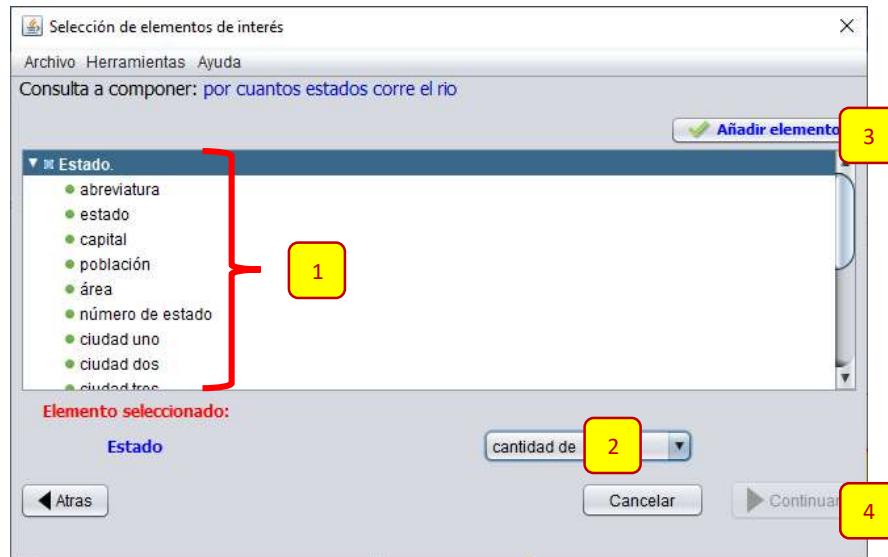 Selección de elementos de interés
Archivo Herramientas Ayuda
Consulta a componer: por cuantos estados corre el rio
Añadir elemento
3
Estado.
abreviatura
estado
capital
población
1
área
número de estado
ciudad uno
ciudad dos
ciudad tres
Elemento seleccionado:
Estado
cantidad de
2
Atras
Cancelar
Continuar
4